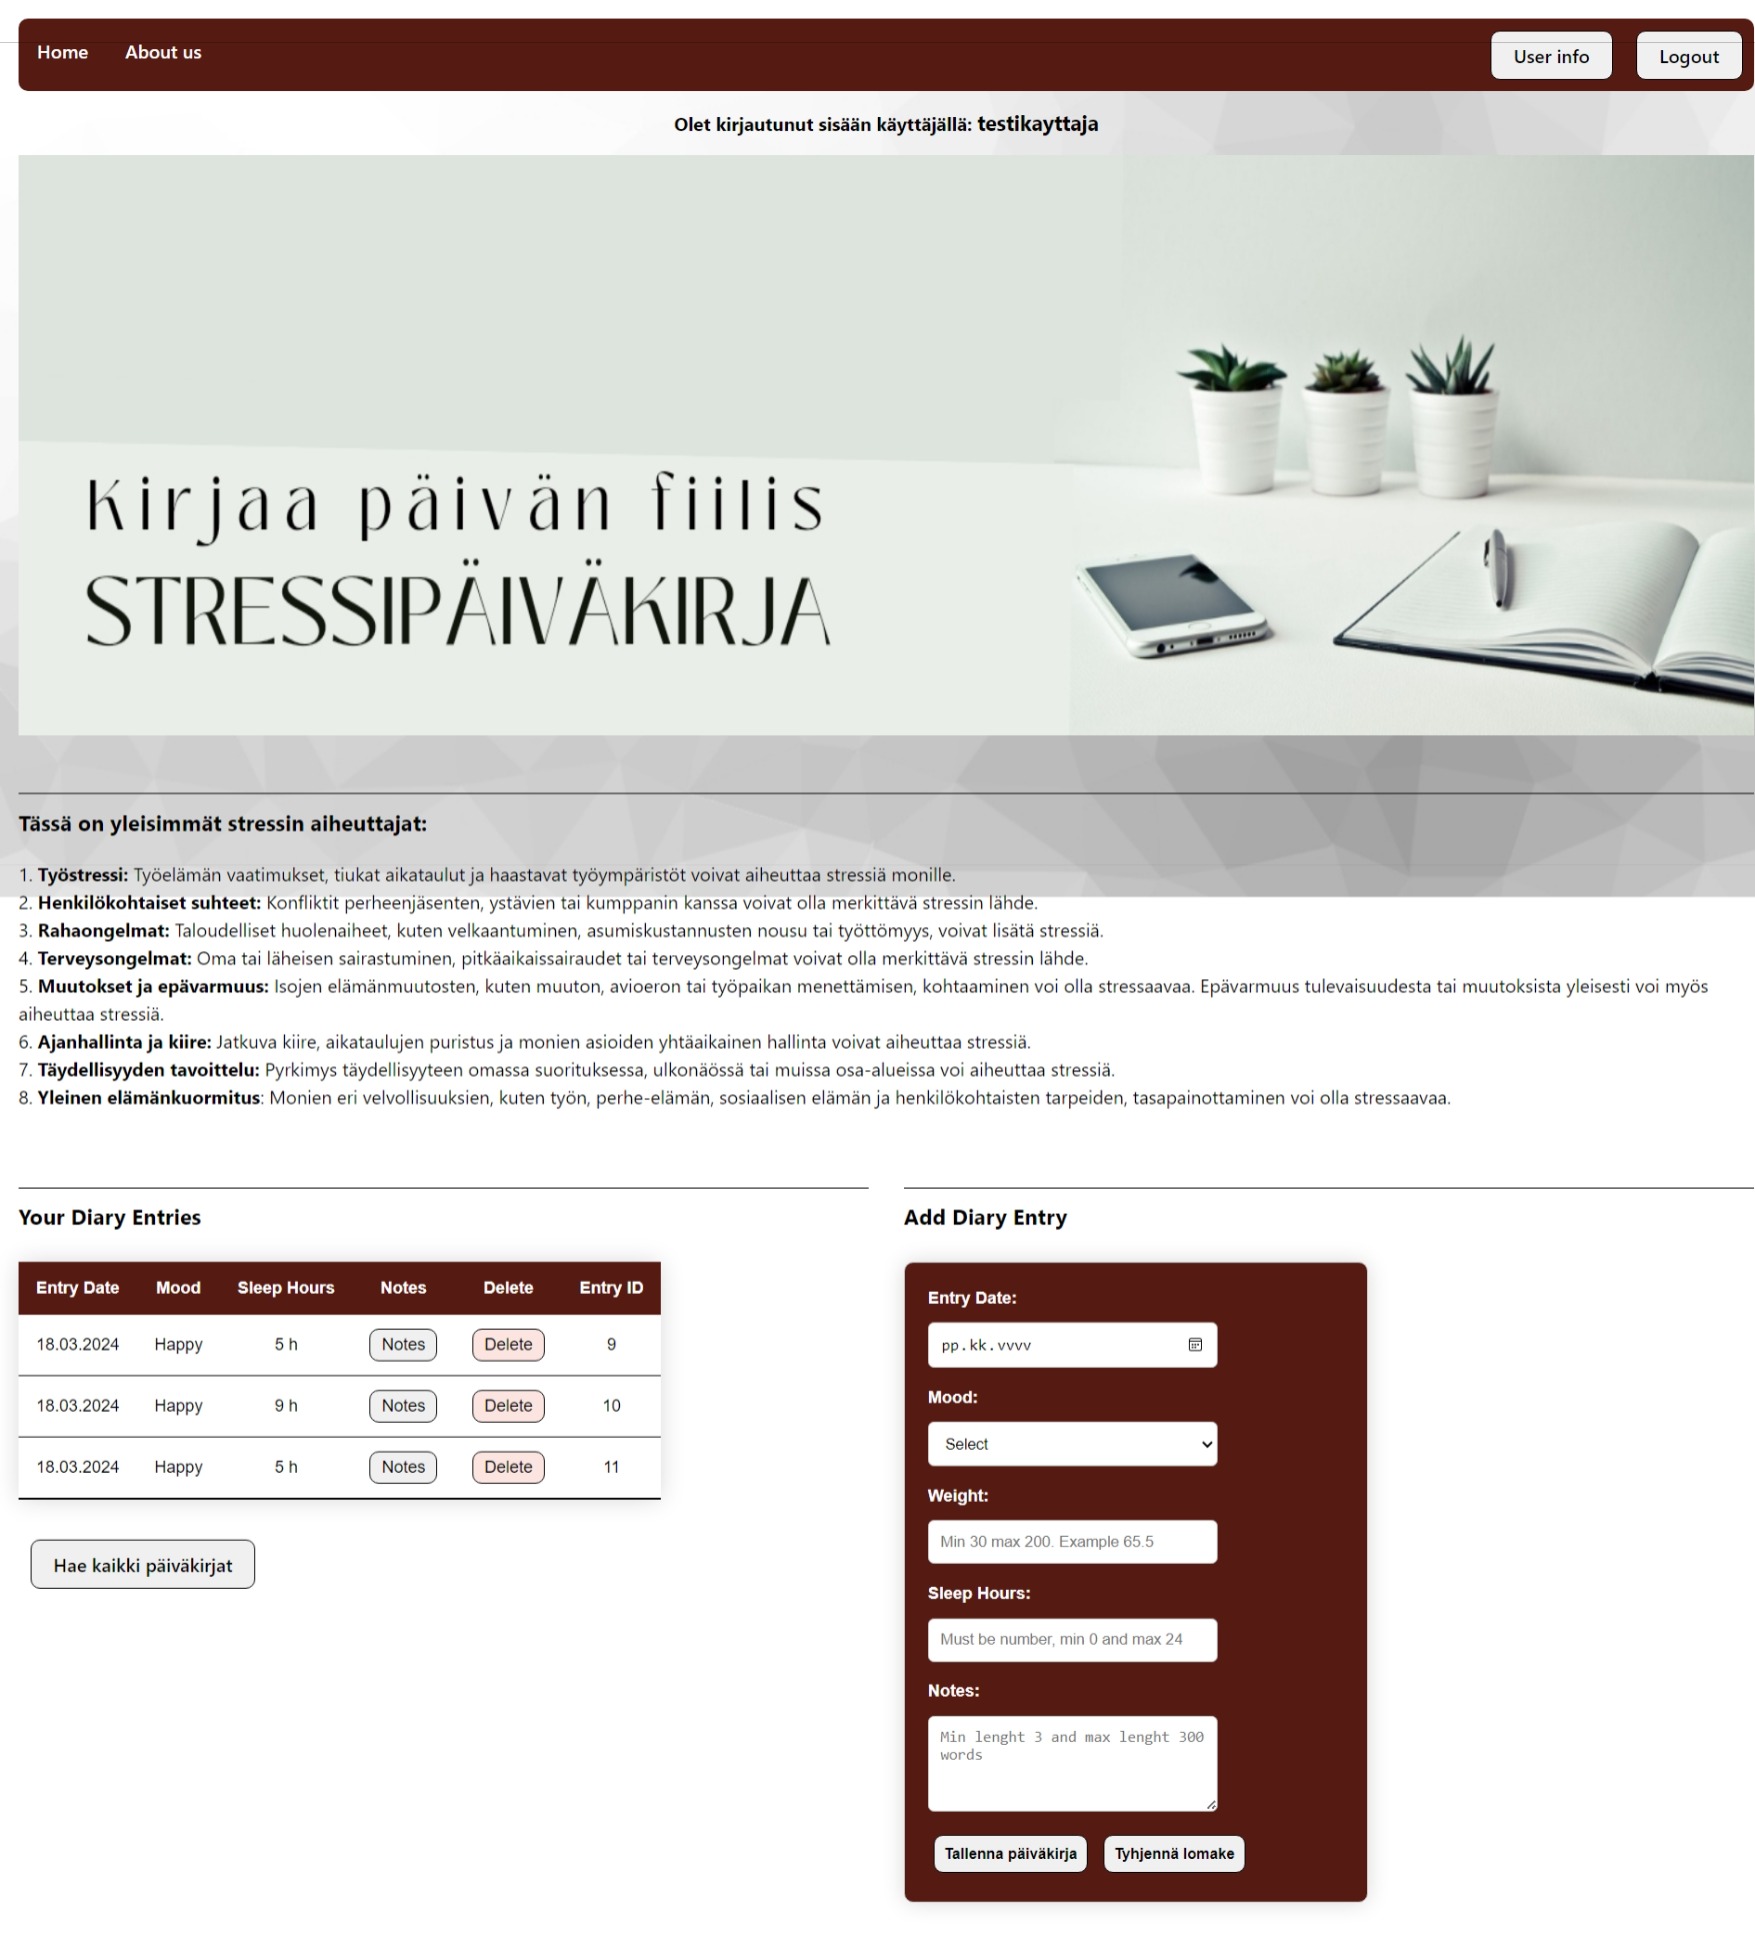 Home About us User info Logout
Olet kirjautunut sisään käyttäjällä: testikayttaja
Kirjaa päivän fiilis
STRESSIPÄIVÄKIRJA
Tässä on yleisimmät stressin aiheuttajat:
1. Työstressi: Työelämän vaatimukset, tiukat aikataulut ja haastavat työympäristöt voivat aiheuttaa stressiä monille.
2. Henkilökohtaiset suhteet: Konfliktit perheenjäsenten, ystävien tai kumppanin kanssa voivat olla merkittävä stressin lähde.
3. Rahaongelmat: Taloudelliset huolenaiheet, kuten velkaantuminen, asumiskustannusten nousu tai työttömyys, voivat lisätä stressiä.
4. Terveysongelmat: Oma tai läheisen sairastuminen, pitkäaikaissairaudet tai terveysongelmat voivat olla merkittävä stressin lähde.
5. Muutokset ja epävarmuus: Isojen elämänmuutosten, kuten muuton, avioeron tai työpaikan menettämisen, kohtaaminen voi olla stressaavaa. Epävarmuus tulevaisuudesta tai muutoksista yleisesti voi myös
aiheuttaa stressiä.
6. Ajanhallinta ja kiire: Jatkuva kiire, aikataulujen puristus ja monien asioiden yhtäaikainen hallinta voivat aiheuttaa stressiä.
7. Täydellisyyden tavoittelu: Pyrkimys täydellisyyteen omassa suorituksessa, ulkonäössä tai muissa osa-alueissa voi aiheuttaa stressiä.
8. Yleinen elämänkuormitus: Monien eri velvollisuuksien, kuten työn, perhe-elämän, sosiaalisen elämän ja henkilökohtaisten tarpeiden, tasapainottaminen voi olla stressaavaa.
Your Diary Entries
Entry Date Mood Sleep Hours Notes Delete Entry ID
18.03.2024 Happy 5 h Notes Delete 9
18.03.2024 Happy 9 h Notes Delete 10
18.03.2024 Happy 5 h Notes Delete 11
Hae kaikki päiväkirjat
Add Diary Entry
Entry Date:
pp.kk.vvvv
Mood:
Select
Weight:
Min 30 max 200. Example 65.5
Sleep Hours:
Must be number, min 0 and max 24
Notes:
Min lenght 3 and max lenght 300
words
Tallenna päiväkirja Tyhjennä lomake